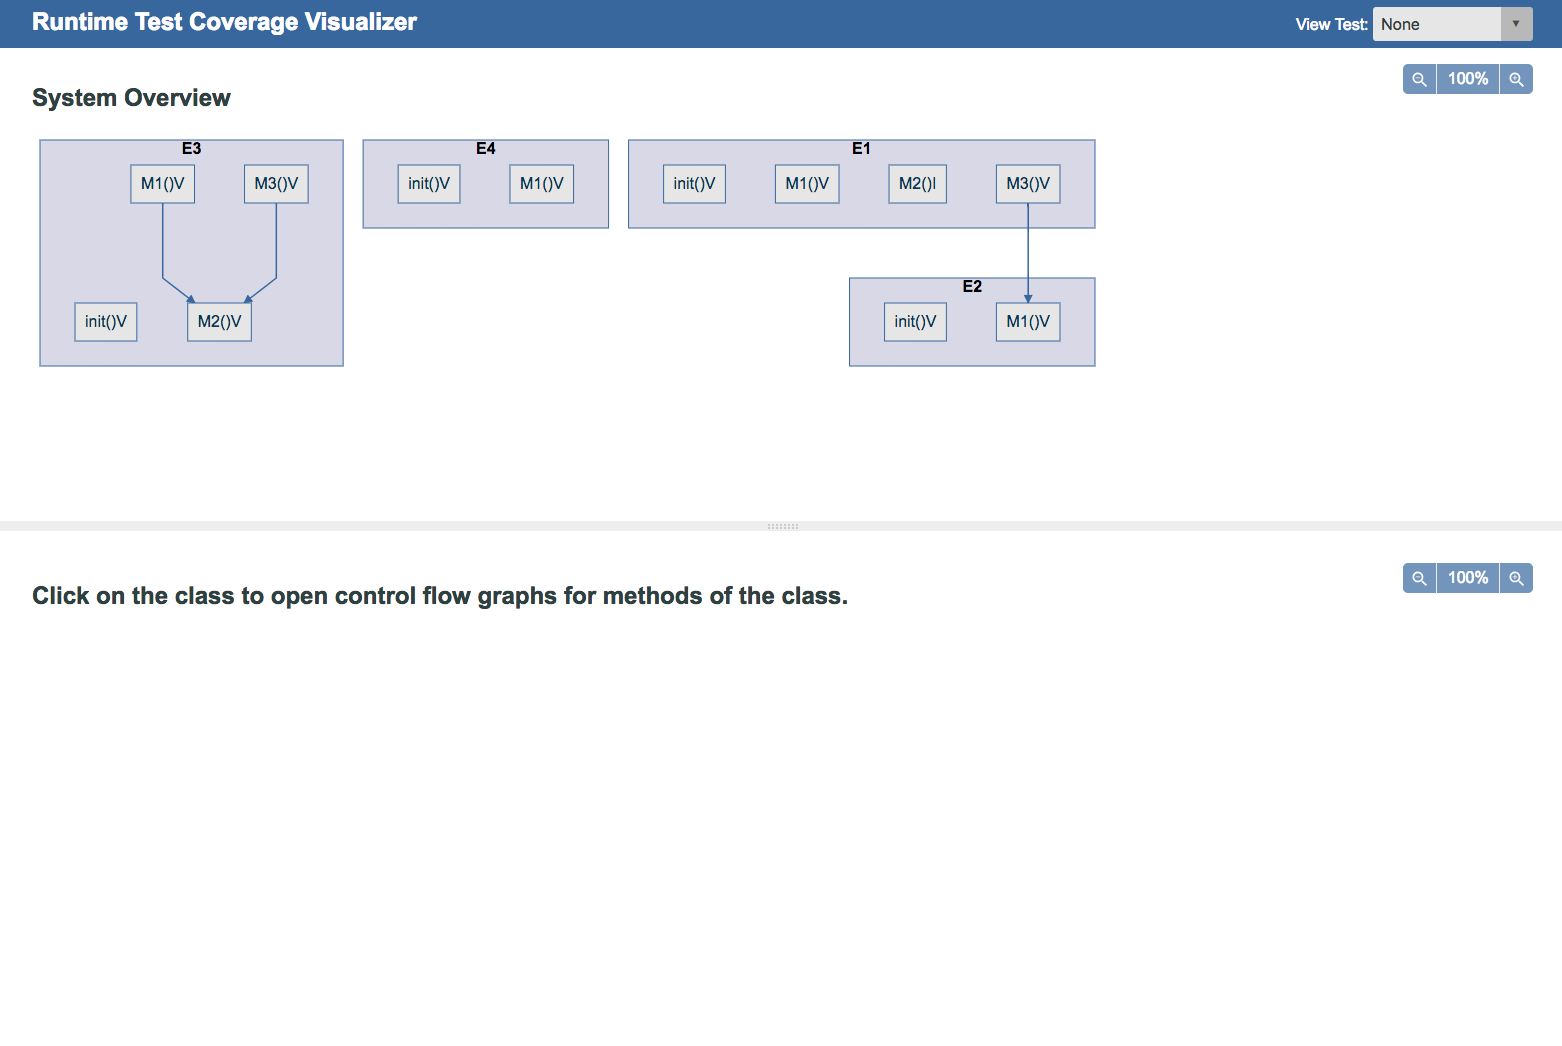 Runtime Test Coverage Visualizer
View Test: None
System Overview
100%
E3
M1()V M3()V
init()V M2()V
E4
init()V M1()V
E1
init()V M1()V M2()I M3()V
E2
init()V M1()V
Click on the class to open control flow graphs for methods of the class.
100%